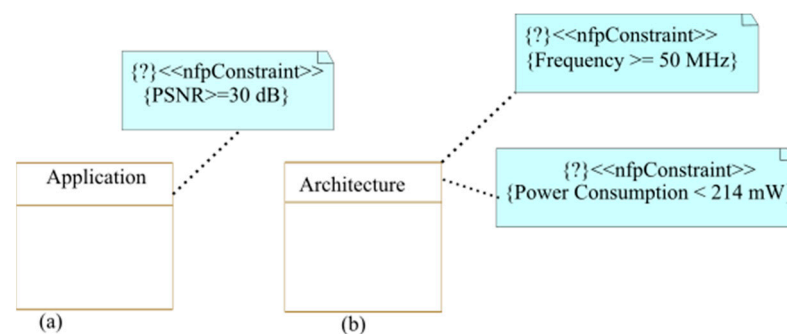 {?}<<nfpConstraint>>
{PSNR>=30 dB}
Application
(a)
{?}<<nfpConstraint>>
{Frequency >= 50 MHz}
{?}<<nfpConstraint>>
{Power Consumption < 214 mW}
Architecture
(b)